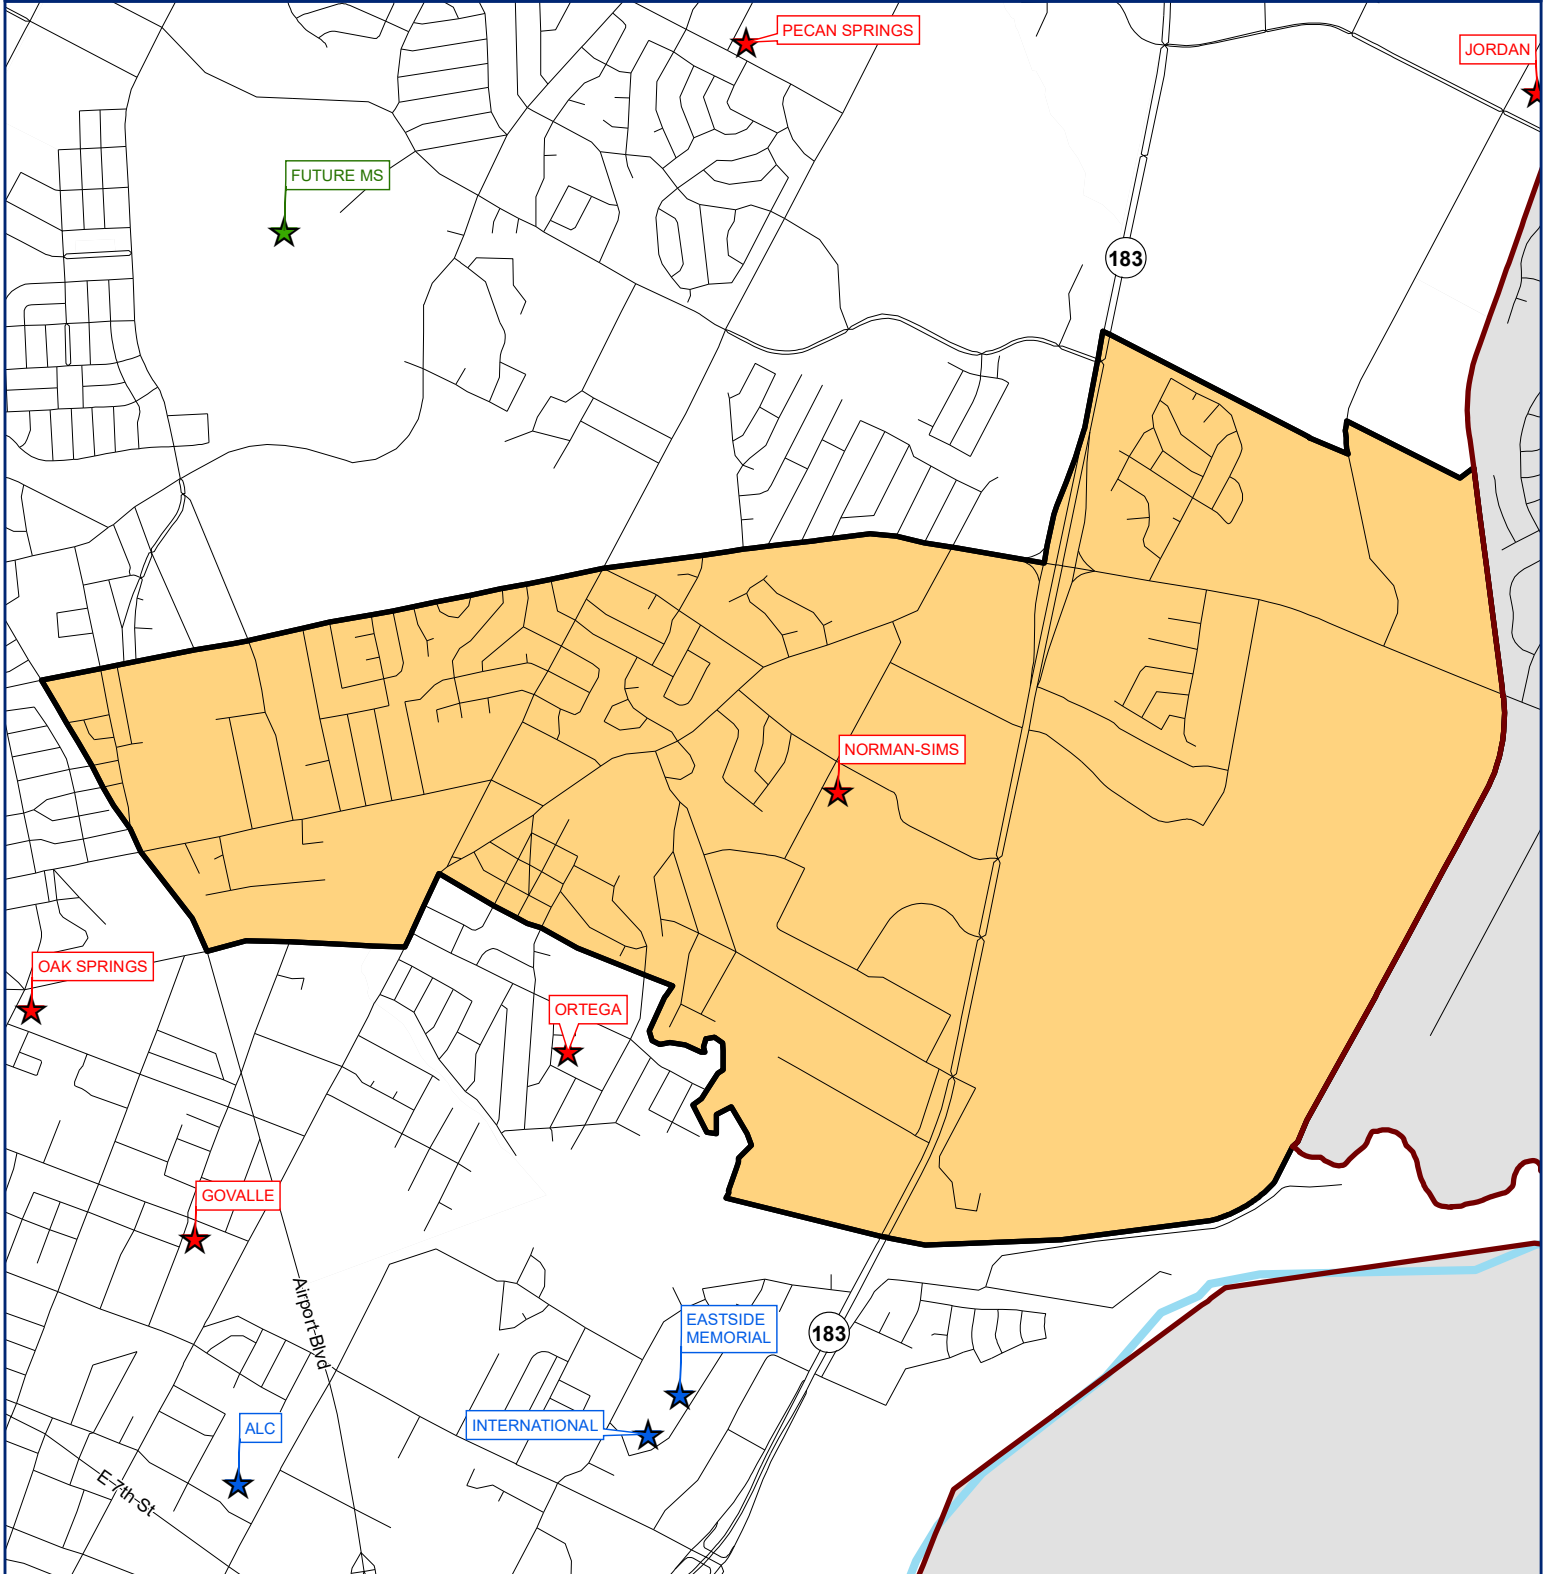 PECAN SPRINGS
JORDAN
FUTURE MS
183
NORMAN-SIMS
OAK SPRINGS
ORTEGA
GOVALLE
Airport Blvd
EASTSIDE
MEMORIAL
183
INTERNATIONAL
ALC
E 7th St